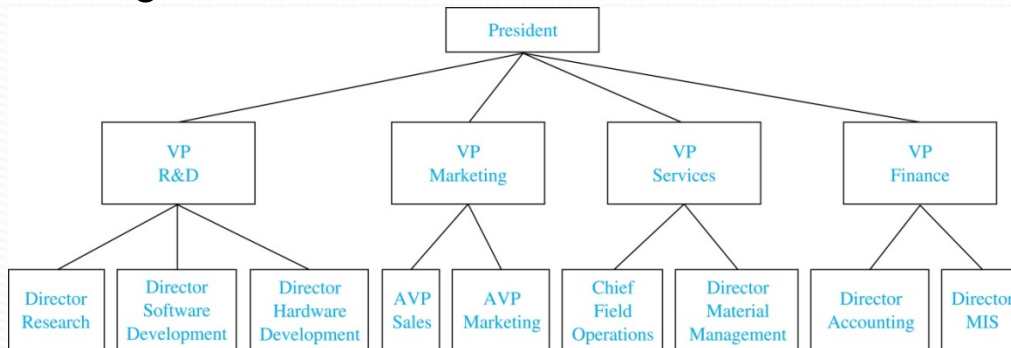 President
VP
R&D
VP
Marketing
VP
Services
VP
Finance
Director
Research
Director
Software
Development
Director
Hardware
Development
AVP
Sales
AVP
Marketing
Chief
Field
Operations
Director
Material
Management
Director
Accounting
Director
MIS